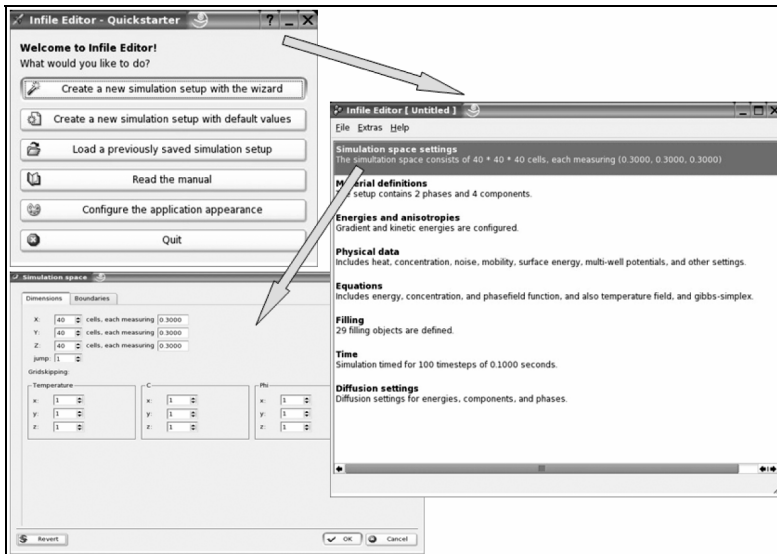 Infile Editor - Quickstarter
Welcome to Infile Editor!
What would you like to do?
Create a new simulation setup with the wizard
Create a new simulation setup with default values
Load a previously saved simulation setup
Read the manual
Configure the application appearance
Quit
Infile Editor [ Untitled ]
File Extras Help
Simulation space settings
The simultation space consists of 40 * 40 * 40 cells, each measuring (0.3000, 0.3000, 0.3000)
Material definitions
setup contains 2 phases and 4 components.
Energies and anisotropies
Gradient and kinetic energies are configured.
Physical data
Includes heat, concentration, noise, mobility, surface energy, multi-well potentials, and other settings.
Equations
Includes energy, concentration, and phasefield function, and also temperature field, and gibbs-simplex.
Filling
29 filling objects are defined.
Time
Simulation timed for 100 timesteps of 0.1000 seconds.
Diffusion settings
Diffusion settings for energies, components, and phases.
Simulation space
Dimensions Boundaries
X: 40 cells, each measuring 0.3000
Y: 40 cells, each measuring 0.3000
Z: 40 cells, each measuring 0.3000
jump: 1
Gridskipping:
Temperature C Phi
x: 1 x: 1 x: 1
y: 1 y: 1 y: 1
z: 1 z: 1 z: 1
Revert OK Cancel